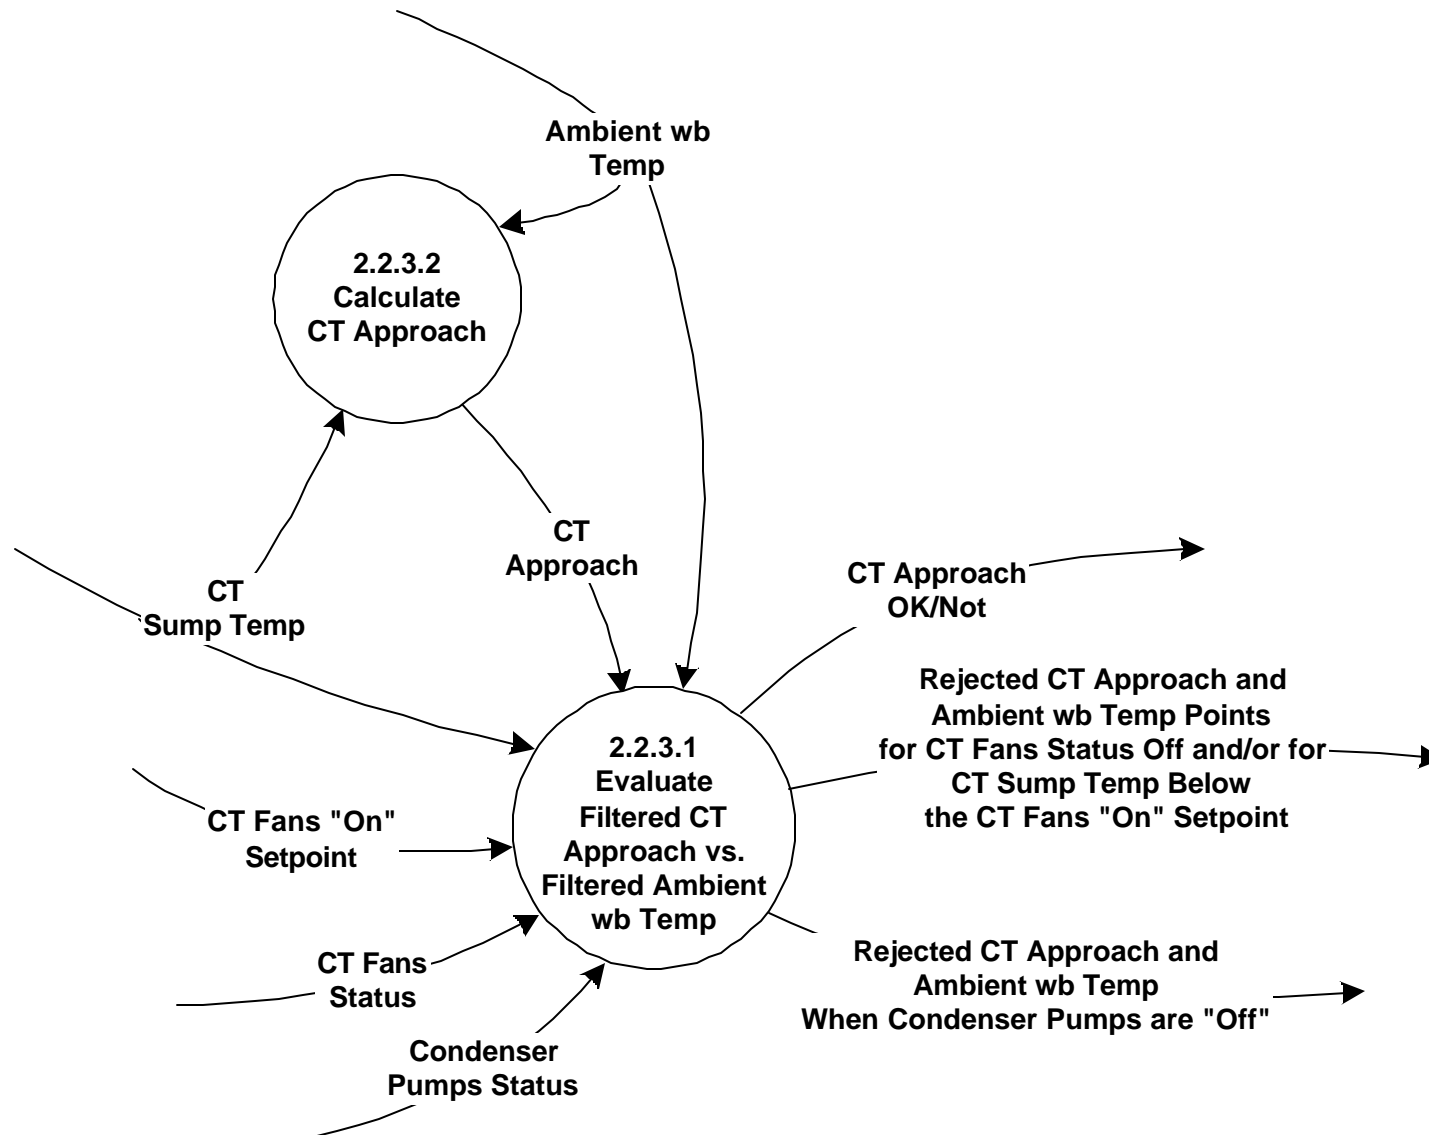 Ambient wb
Temp
2.2.3.2
Calculate
CT Approach
CT
Approach
CT
Sump Temp
CT Approach
OK/Not
Rejected CT Approach and
Ambient wb Temp Points
for CT Fans Status Off and/or for
CT Sump Temp Below
the CT Fans "On" Setpoint
2.2.3.1
Evaluate
Filtered CT
Approach vs.
Filtered Ambient
wb Temp
CT Fans "On"
Setpoint
CT Fans
Status
Rejected CT Approach and
Ambient wb Temp
When Condenser Pumps are "Off"
Condenser
Pumps Status